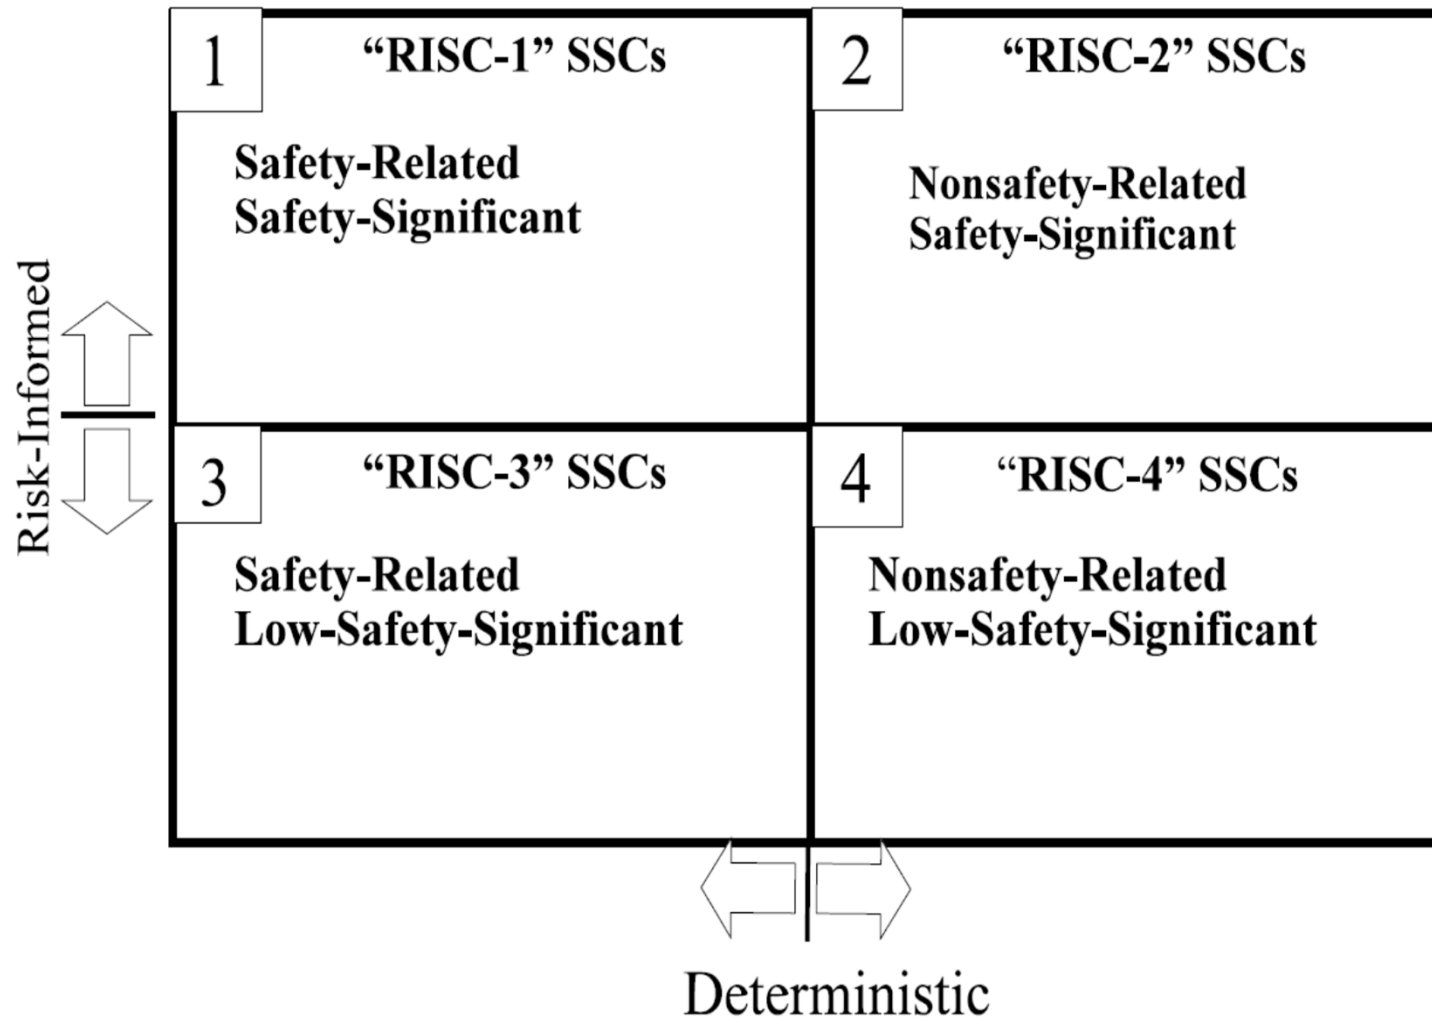 1
“RISC-1” SSCs
Safety-Related
Safety-Significant
2
“RISC-2” SSCs
Nonsafety-Related
Safety-Significant
Risk-Informed
3
“RISC-3” SSCs
Safety-Related
Low-Safety-Significant
4
“RISC-4” SSCs
Nonsafety-Related
Low-Safety-Significant
Deterministic